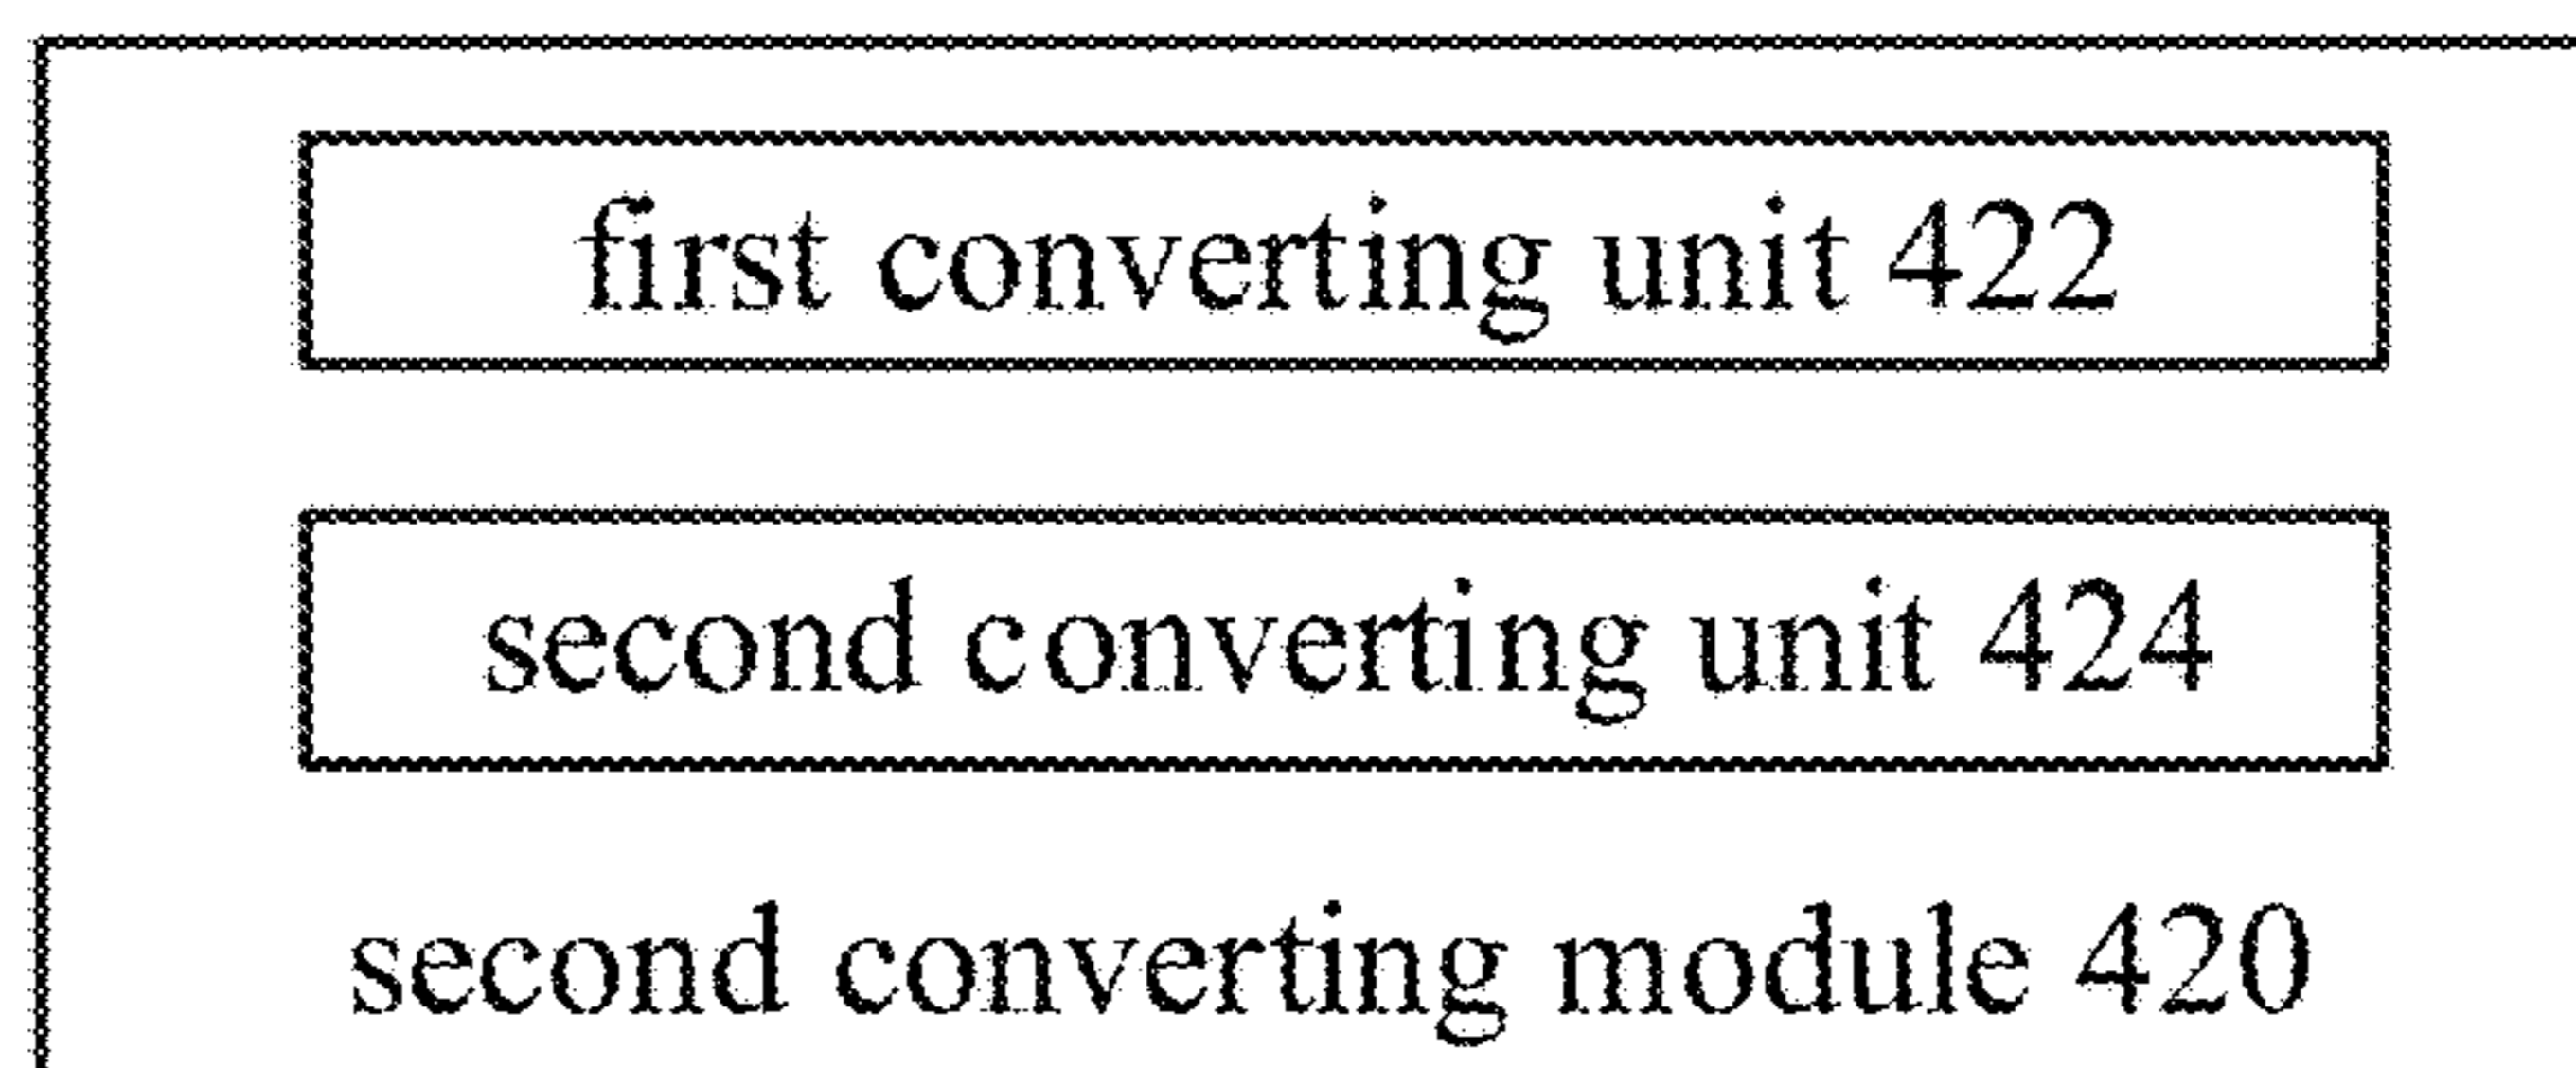 first converting unit 422
second converting unit 424
second converting module 420